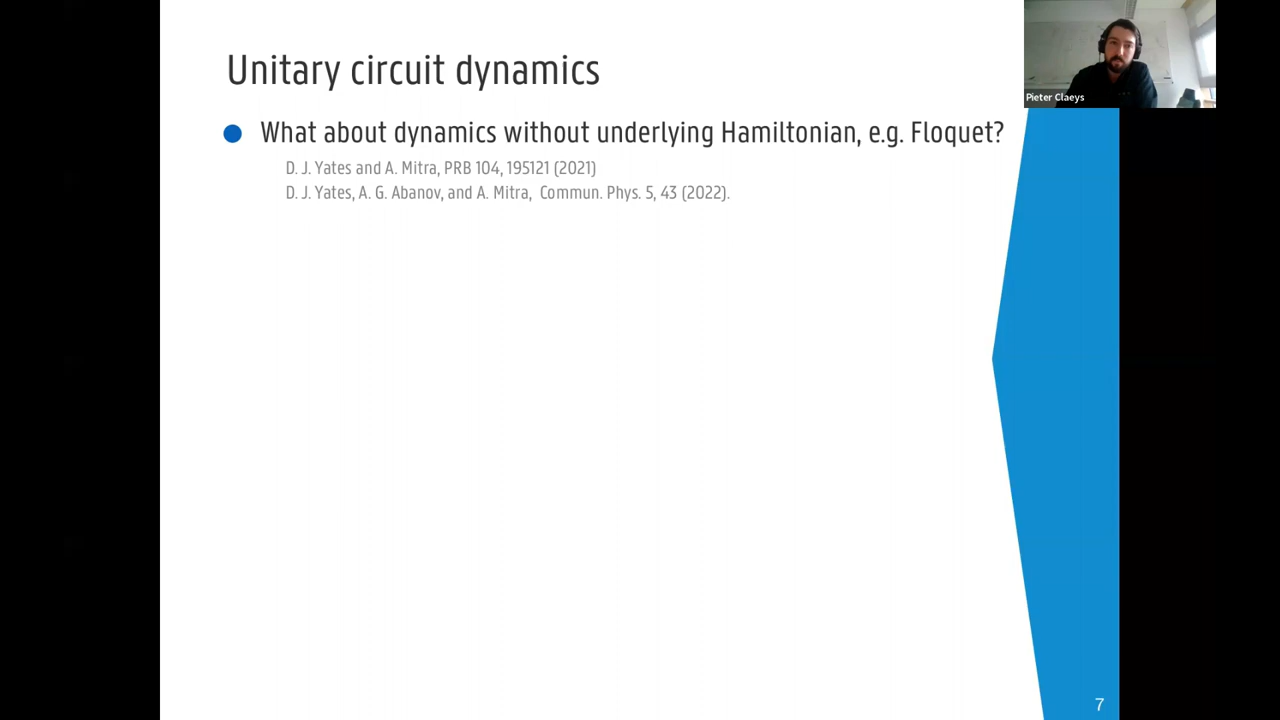 Unitary circuit dynamics
What about dynamics without underlying Hamiltonian, e.g. Floquet?
D. J. Yates and A. Mitra, PRB 104, 195121 (2021)
D. J. Yates, A. G. Abanov, and A. Mitra, Commun. Phys. 5, 43 (2022).
Pieter Claeys
7